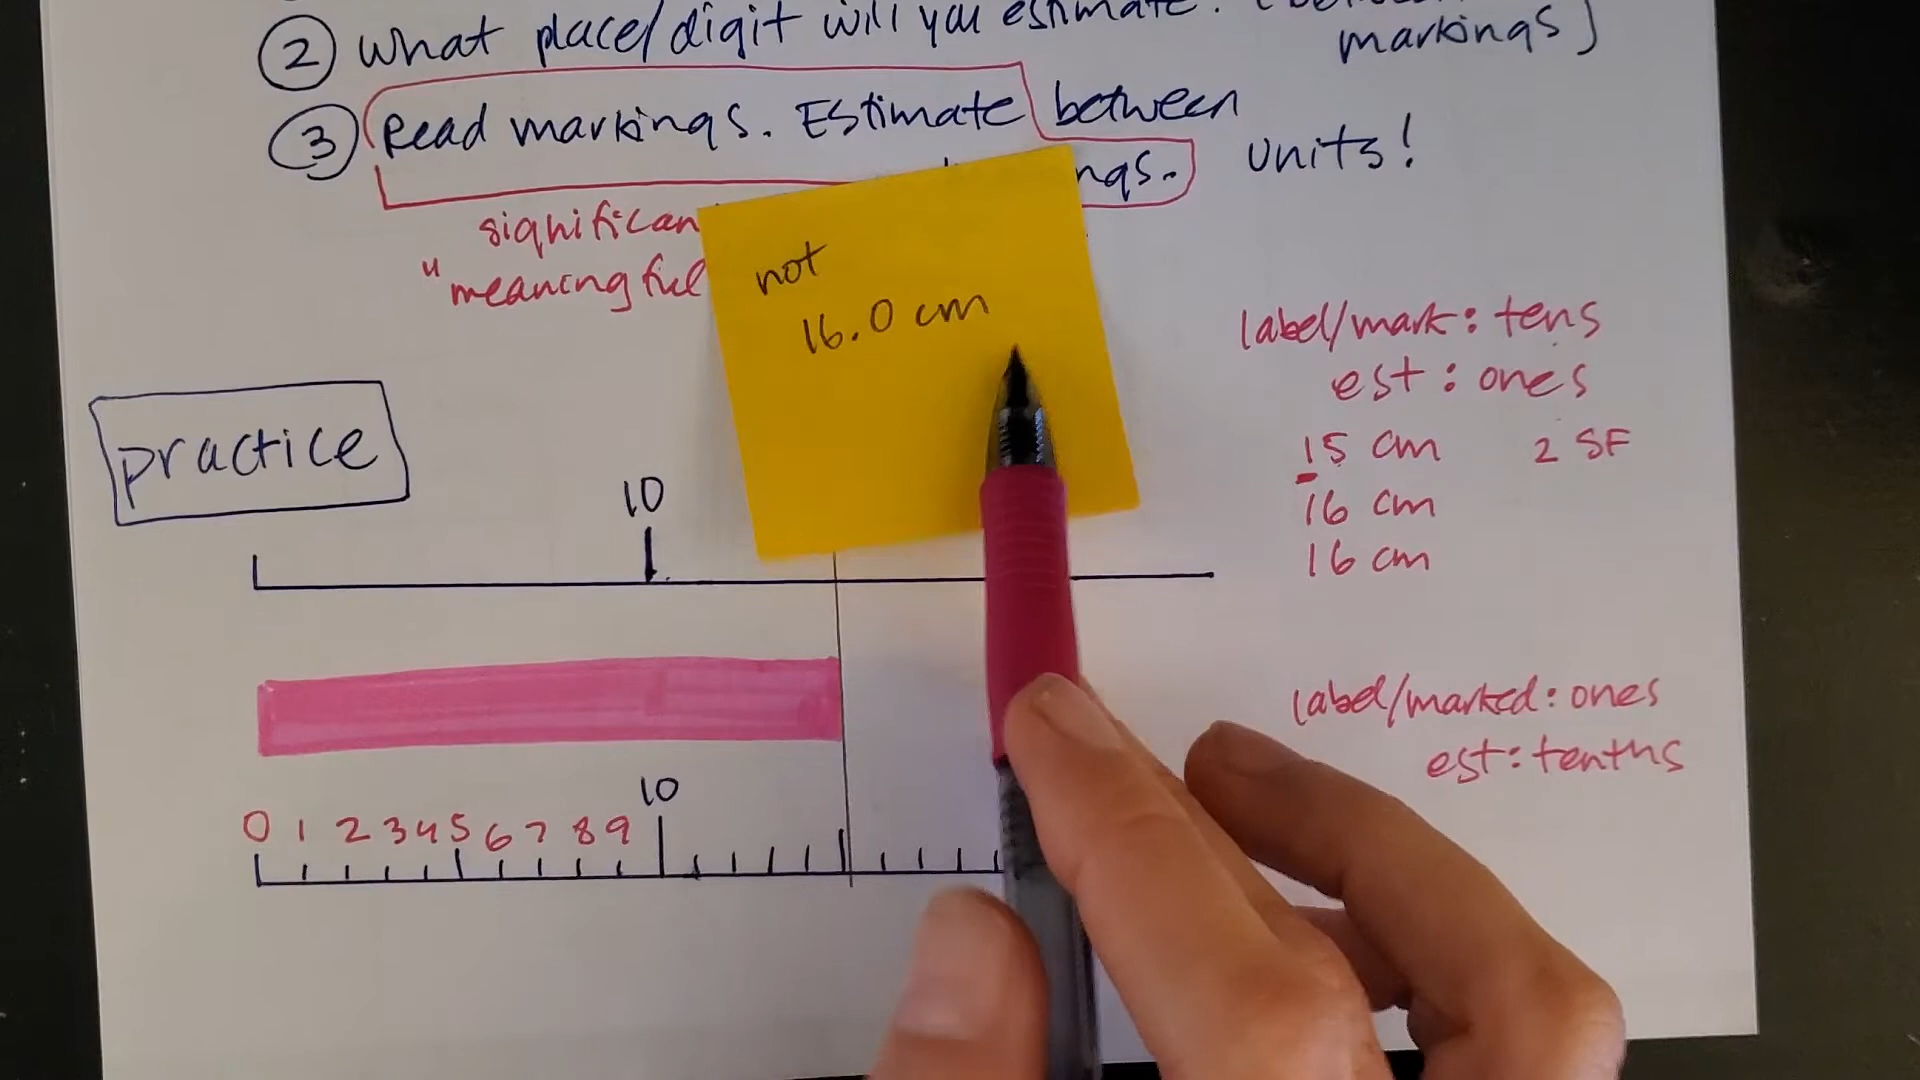 ② What place/digit will you estimate?
markings]
③ Read markings. Estimate between
ngs. units!
significan
"meaningful
not
16.0 cm
label/mark: tens
est: ones
15 cm 2 SF
16 cm
16 cm
practice
10
label/marked: ones
est: tenths
10
0 1 2 3 4 5 6 7 8 9